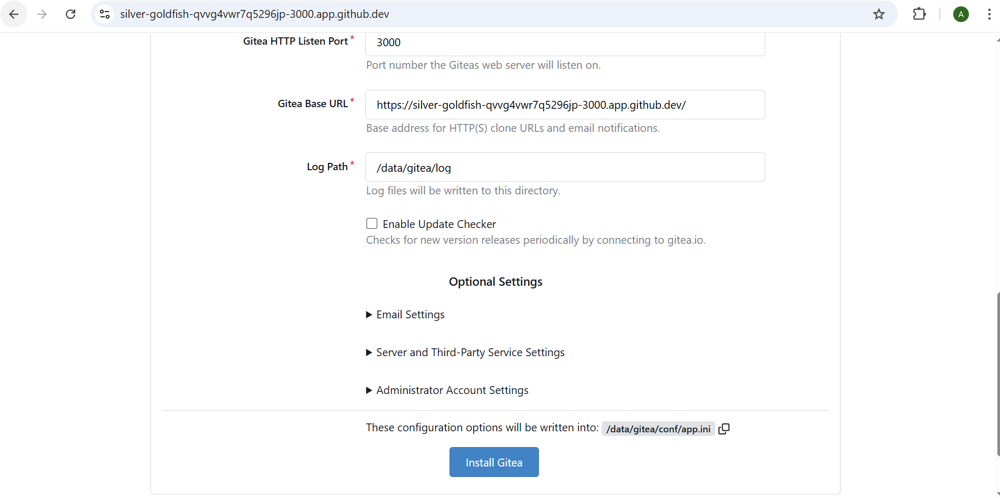 silver-goldfish-qvvg4vwr7q5296jp-3000.app.github.dev
A
Gitea HTTP Listen Port *
3000
Port number the Giteas web server will listen on.
Gitea Base URL *
https://silver-goldfish-qvvg4vwr7q5296jp-3000.app.github.dev/
Base address for HTTP(S) clone URLs and email notifications.
Log Path *
/data/gitea/log
Log files will be written to this directory.
Enable Update Checker
Checks for new version releases periodically by connecting to gitea.io.
Optional Settings
Email Settings
Server and Third-Party Service Settings
Administrator Account Settings
These configuration options will be written into: /data/gitea/conf/app.ini
Install Gitea